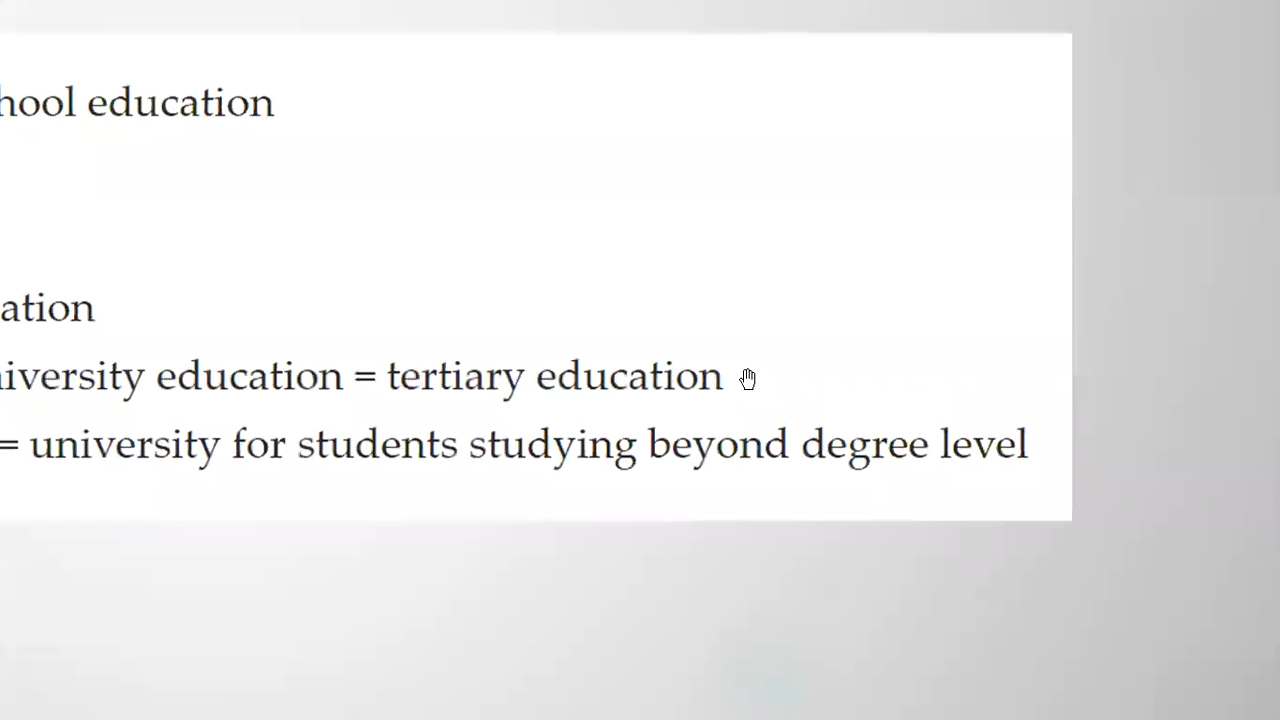 hool education
ation
iversity education = tertiary education
= university for students studying beyond degree level